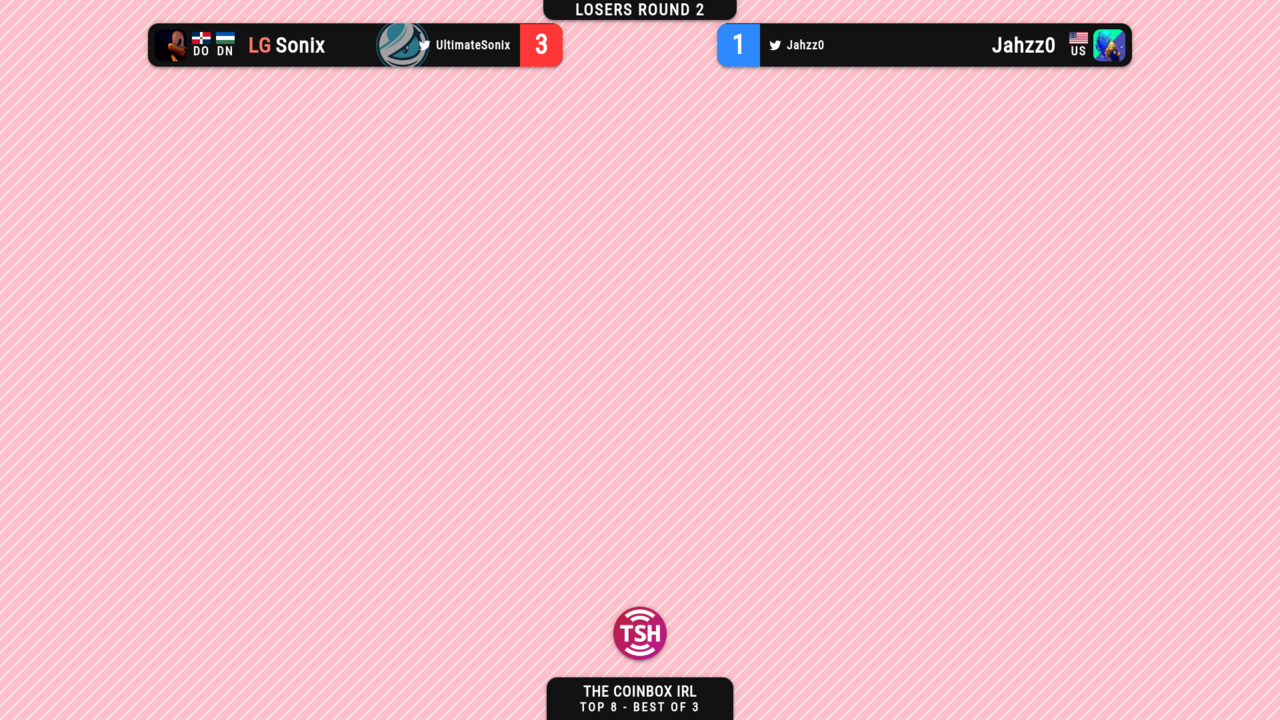 LOSERS ROUND 2
DO DN LG Sonix UltimateSonix 3
1 Jahzz0 Jahzz0 US
TSH
THE COINBOX IRL
TOP 8 - BEST OF 3